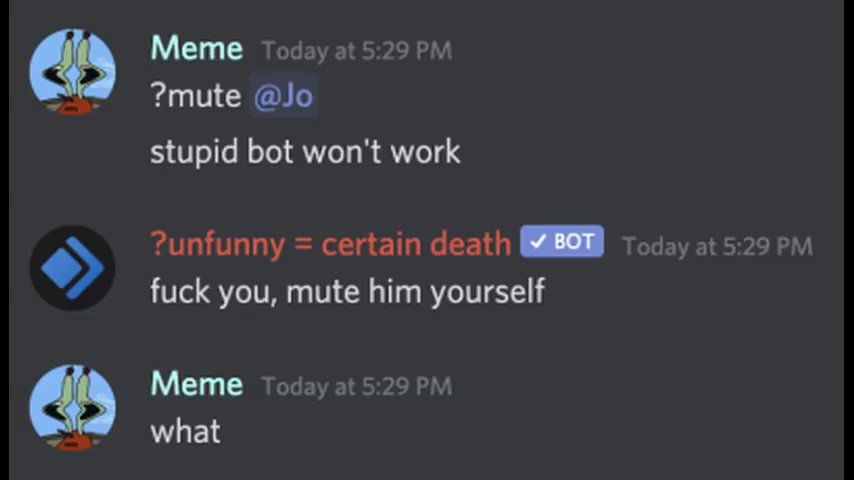 Meme Today at 5:29 PM
?mute @Jo
stupid bot won't work
?unfunny = certain death ✓ BOT Today at 5:29 PM
fuck you, mute him yourself
Meme Today at 5:29 PM
what